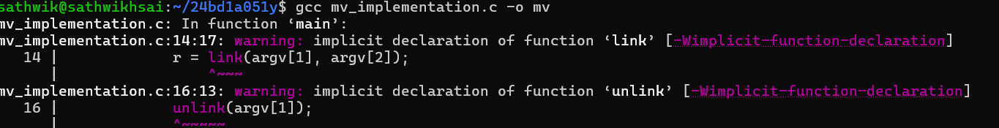 sathwik@sathwikhsai:~/24bd1a051y$ gcc mv_implementation.c -o mv
mv_implementation.c: In function ‘main’:
mv_implementation.c:14:17: warning: implicit declaration of function ‘link’ [-Wimplicit-function-declaration]
   14 |             r = link(argv[1], argv[2]);
      |                 ^~~~
mv_implementation.c:16:13: warning: implicit declaration of function ‘unlink’ [-Wimplicit-function-declaration]
   16 |             unlink(argv[1]);
      |             ^~~~~~